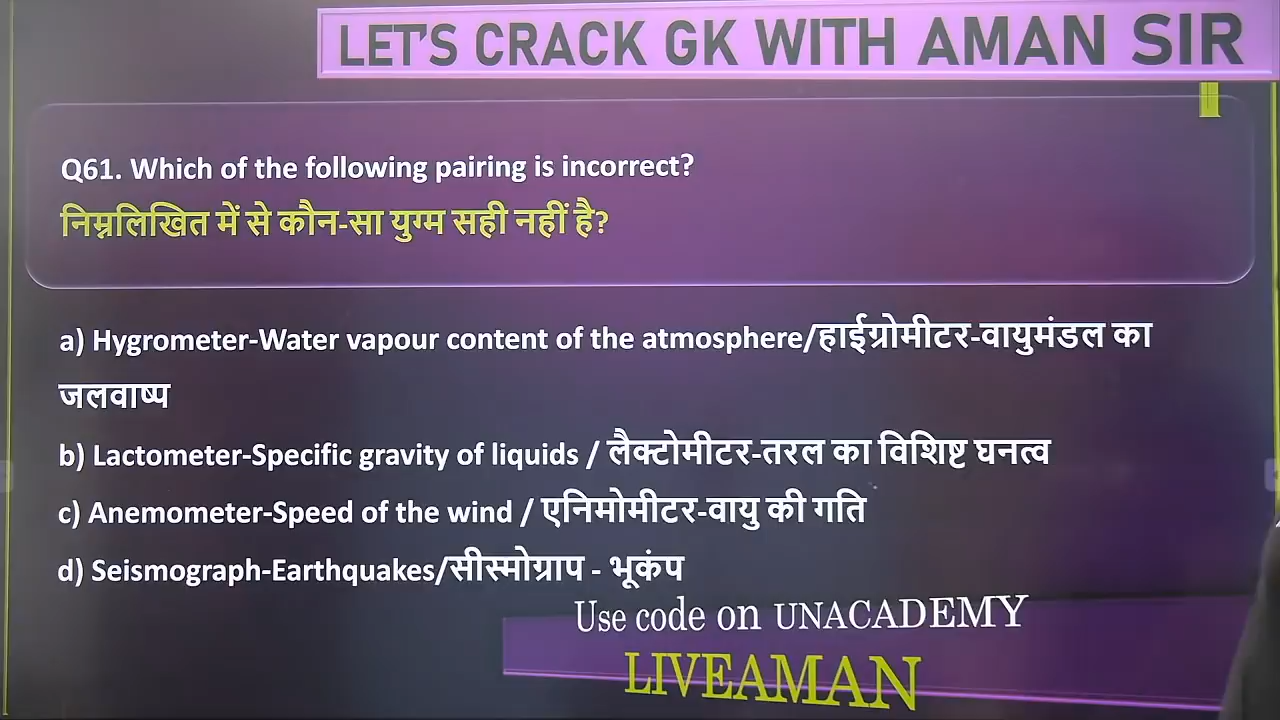 LET'S CRACK GK WITH AMAN SIR
Q61. Which of the following pairing is incorrect?
निम्नलिखित में से कौन-सा युग्म सही नहीं है?
a) Hygrometer-Water vapour content of the atmosphere/हाईग्रोमीटर-वायुमंडल का
जलवाष्प
b) Lactometer-Specific gravity of liquids / लैक्टोमीटर-तरल का विशिष्ट घनत्व
c) Anemometer-Speed of the wind / एनिमोमीटर-वायु की गति
d) Seismograph-Earthquakes/सीस्मोग्राप - भूकंप
Use code on UNACADEMY
LIVEAMAN